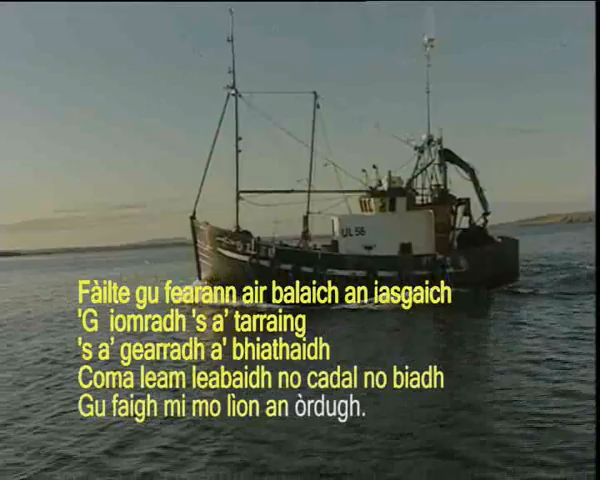 UL 56
Fàilte gu fearann air balaich an iasgaich
'G iomradh 's a' tarraing
's a' gearradh a' bhiathaidh
Coma leam leabaidh no cadal no biadh
Gu faigh mi mo lìon an òrdugh.